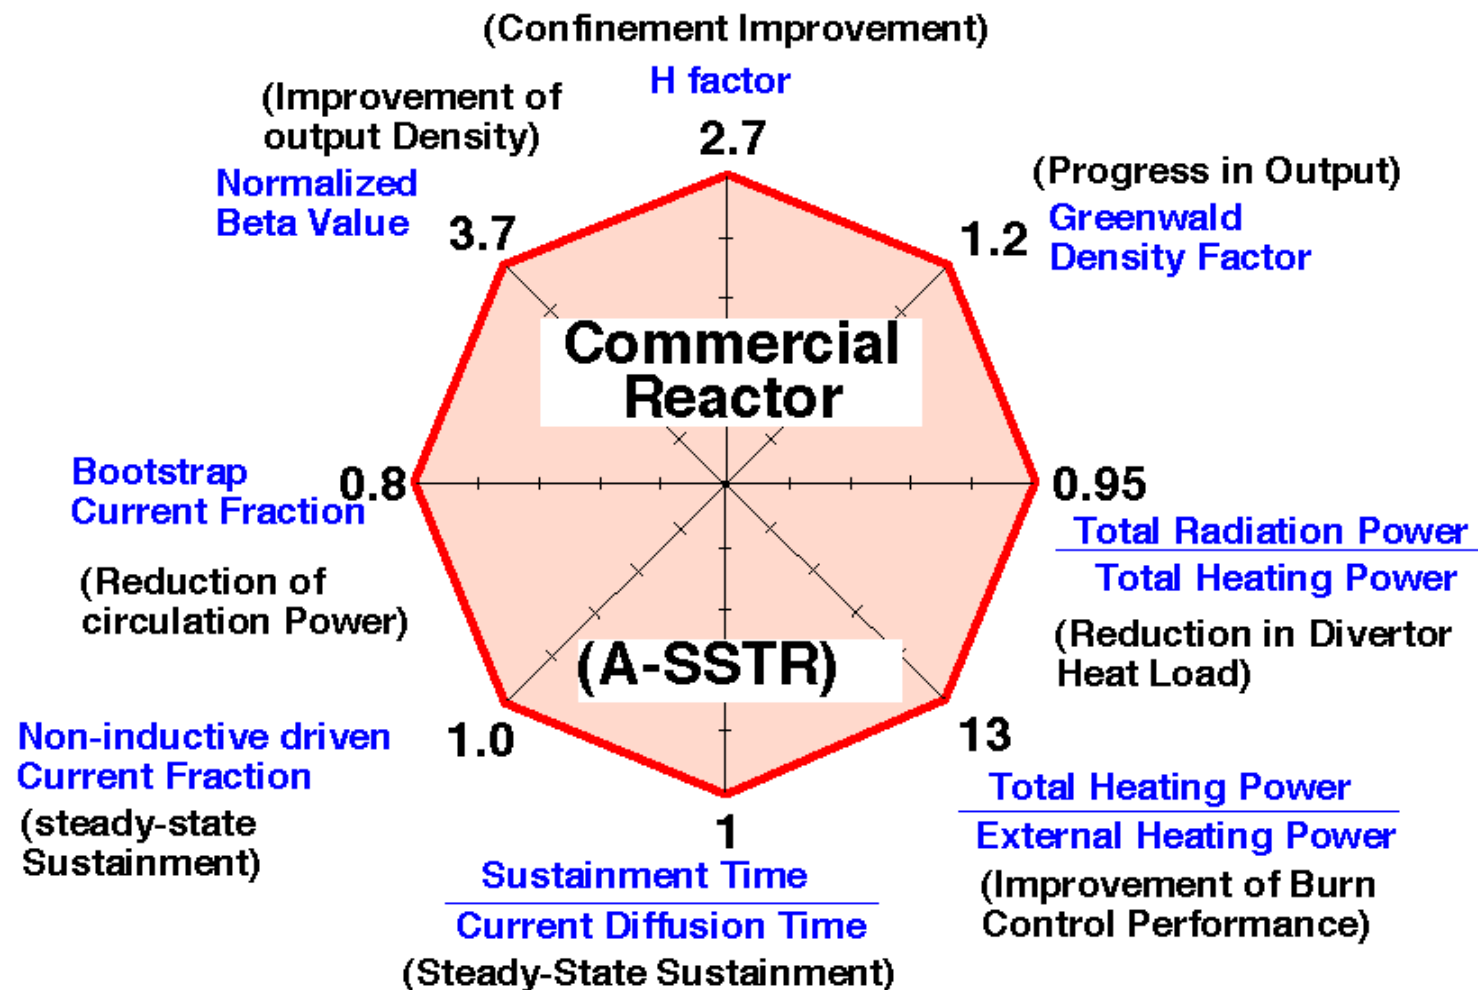 (Confinement Improvement)
H factor
2.7
(Improvement of
output Density)
Normalized
Beta Value
3.7
(Progress in Output)
Greenwald
Density Factor
1.2
Commercial
Reactor
Bootstrap
Current Fraction
0.8
(Reduction of
circulation Power)
0.95
Total Radiation Power
Total Heating Power
(Reduction in Divertor
Heat Load)
(A-SSTR)
Non-inductive driven
Current Fraction
1.0
(steady-state
Sustainment)
13
Total Heating Power
External Heating Power
(Improvement of Burn
Control Performance)
1
Sustainment Time
Current Diffusion Time
(Steady-State Sustainment)